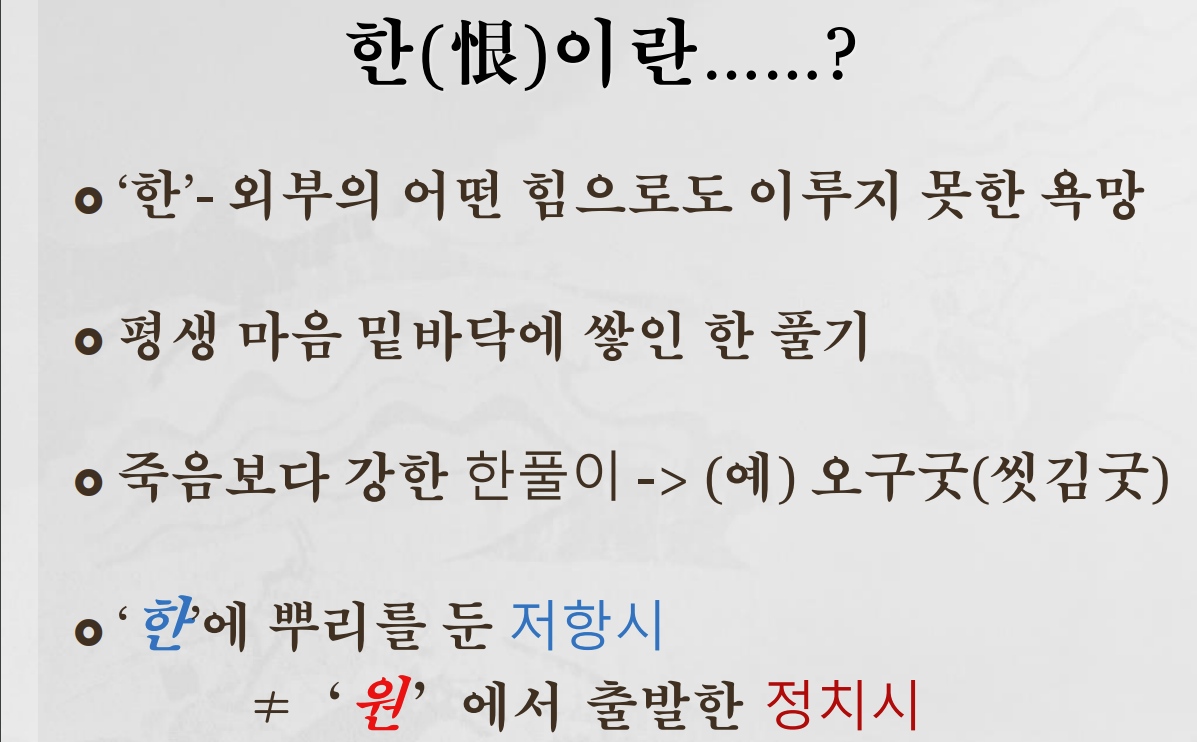 한(恨)이란……?
‘한’- 외부의 어떤 힘으로도 이루지 못한 욕망
평생 마음 밑바닥에 쌓인 한 풀기
죽음보다 강한 한풀이 -> (예) 오구굿(씻김굿)
‘한’에 뿌리를 둔 저항시
≠ ‘원’ 에서 출발한 정치시